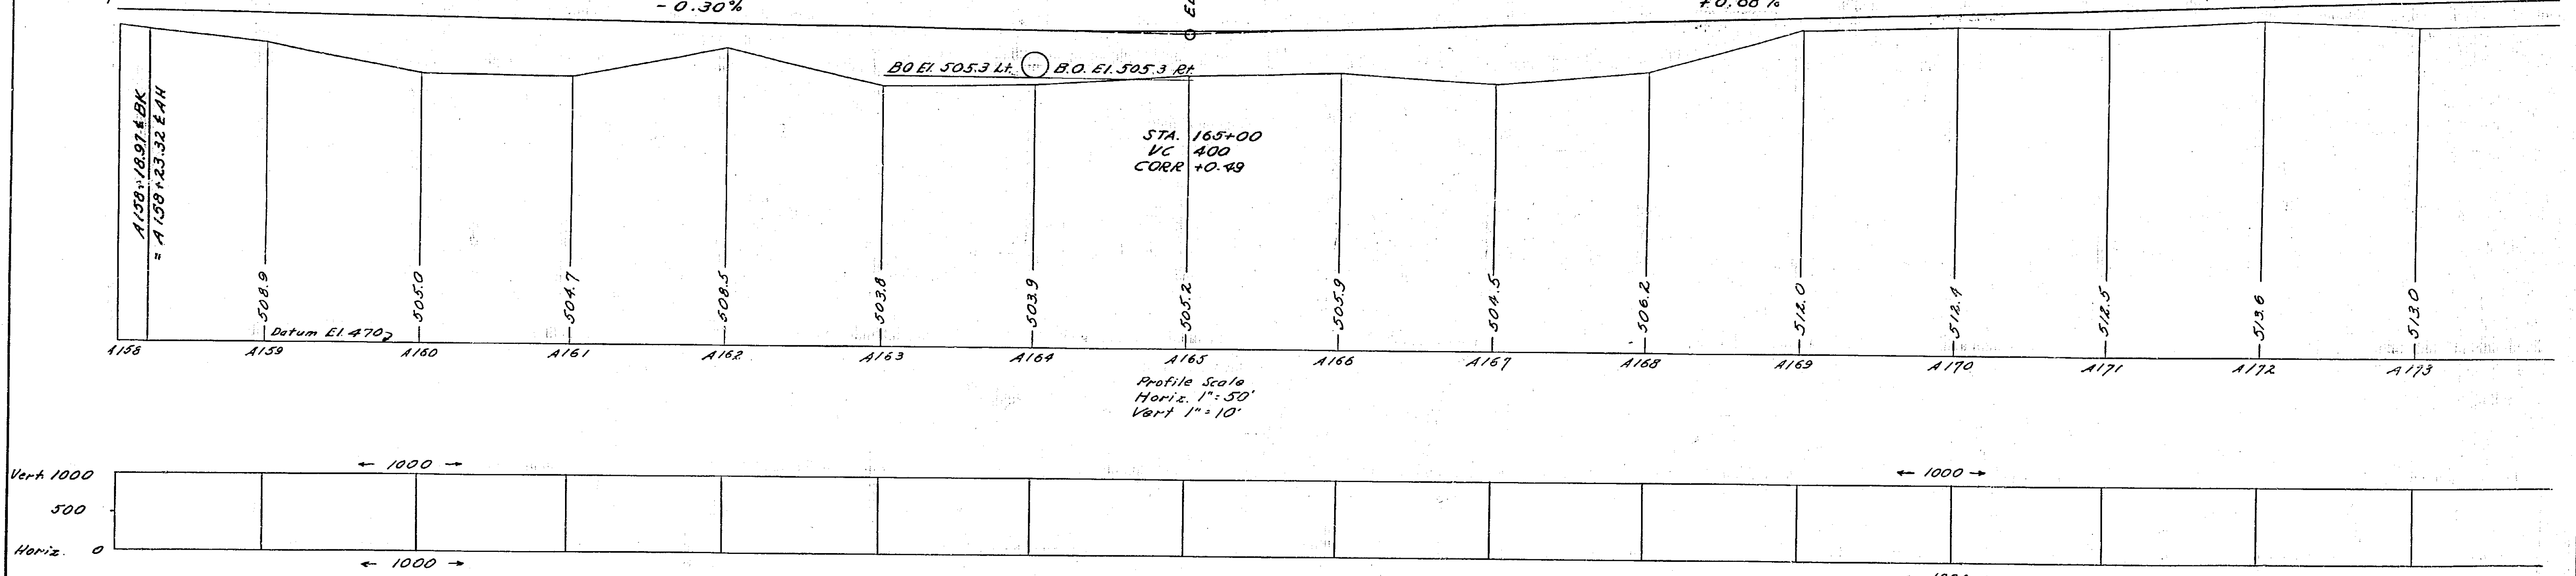 - 0.30%
+0.68%
BO El. 505.3 Lt. B.O. El. 505.3 Rt.
A158+18.97 ⅊ BK
= A158+23.32 ⅊ AH
STA. 165+00
VC 400
CORR +0.49
508.9
505.0
504.7
508.5
503.8
503.9
505.2
505.9
504.5
506.2
512.0
512.4
512.5
513.6
513.0
Datum El. 470
A158 A159 A160 A161 A162 A163 A164 A165 A166 A167 A168 A169 A170 A171 A172 A173
Profile Scale
Horiz. 1"=50'
Vert 1"=10'
← 1000 → ← 1000 →
Vert. 1000
500
Horiz. 0
← 1000 →